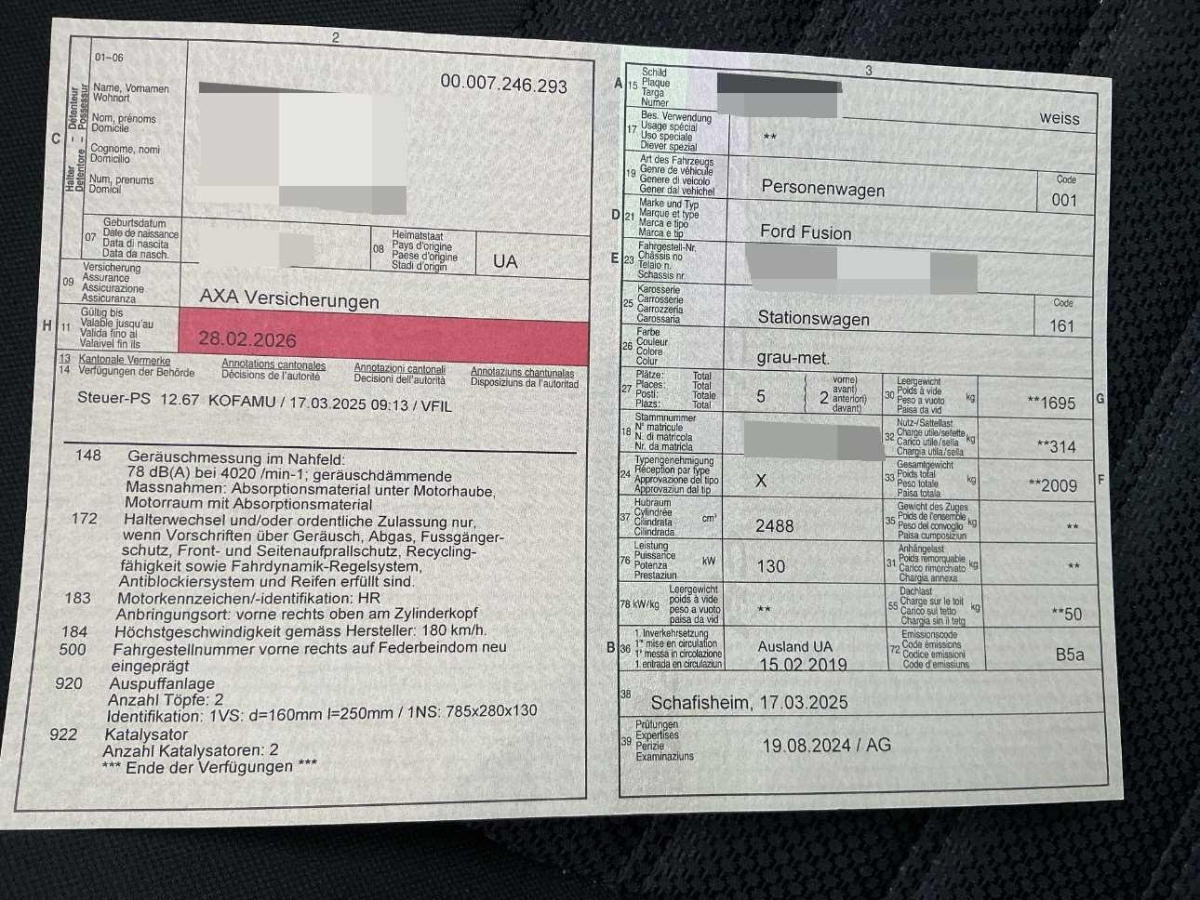 2
01-06
00.007.246.293
C
Halter - Détenteur
Detentore - Possessur
Name, Vornamen
Wohnort
Nom, prénoms
Domicile
Cognome, nomi
Domicilio
Num, prenums
Domicil
07
Geburtsdatum
Date de naissance
Data di nascita
Data da nasch.
08
Heimatstaat
Pays d'origine
Paese d'origine
Stadi d'origin
UA
09
Versicherung
Assurance
Assicurazione
Assicuranza
AXA Versicherungen
H
11
Gültig bis
Valable jusqu'au
Valida fino al
Valaivel fin ils
28.02.2026
13 Kantonale Vermerke Annotations cantonales Annotazioni cantonali Annotaziuns chantunalas
14 Verfügungen der Behörde Décisions de l'autorité Decisioni dell'autorità Disposiziuns da l'autoritad
Steuer-PS 12.67 KOFAMU / 17.03.2025 09:13 / VFIL
148 Geräuschmessung im Nahfeld:
78 dB(A) bei 4020 /min-1; geräuschdämmende
Massnahmen: Absorptionsmaterial unter Motorhaube,
Motorraum mit Absorptionsmaterial
172 Halterwechsel und/oder ordentliche Zulassung nur,
wenn Vorschriften über Geräusch, Abgas, Fussgänger-
schutz, Front- und Seitenaufprallschutz, Recycling-
fähigkeit sowie Fahrdynamik-Regelsystem,
Antiblockiersystem und Reifen erfüllt sind.
183 Motorkennzeichen/-identifikation: HR
Anbringungsort: vorne rechts oben am Zylinderkopf
184 Höchstgeschwindigkeit gemäss Hersteller: 180 km/h.
500 Fahrgestellnummer vorne rechts auf Federbeindom neu
eingeprägt
920 Auspuffanlage
Anzahl Töpfe: 2
Identifikation: 1VS: d=160mm l=250mm / 1NS: 785x280x130
922 Katalysator
Anzahl Katalysatoren: 2
*** Ende der Verfügungen ***
3
A
15
Schild
Plaque
Targa
Numer
weiss
17
Bes. Verwendung
Usage spécial
Uso speciale
Diever spezial
**
19
Art des Fahrzeugs
Genre de véhicule
Genere di veicolo
Gener dal vehichel
Personenwagen
Code
001
D
21
Marke und Typ
Marque et type
Marca e tipo
Marca e tip
Ford Fusion
E
23
Fahrgestell-Nr.
Châssis no
Telaio n.
Schassis nr.
25
Karosserie
Carrosserie
Carrozzeria
Carossaria
Stationswagen
Code
161
26
Farbe
Couleur
Colore
Colur
grau-met.
27
Plätze: Total
Places: Total
Posti: Totale
Plazs: Total
5
2
vorne)
avant)
anteriori)
davant)
30
Leergewicht
Poids à vide
Peso a vuoto
Paisa da vid
kg
**1695
G
18
Stammnummer
N° matricule
N. di matricola
Nr. da matricla
32
Nutz-/Sattellast
Charge utile/sellette
Carico utile/sella
Chargia utila/sella
kg
**314
24
Typengenehmigung
Réception par type
Approvazione del tipo
Approvaziun dal tip
X
33
Gesamtgewicht
Poids total
Peso totale
Paisa totala
kg
**2009
F
37
Hubraum
Cylindrée
Cilindrata
Cilindrada
cm³
2488
35
Gewicht des Zuges
Poids de l'ensemble
Peso del convoglio
Paisa cumposiziun
kg
**
76
Leistung
Puissance
Potenza
Prestaziun
kW
130
31
Anhängelast
Poids remorquable
Carico rimorchiato
Chargia annexa
kg
**
78 kW/kg
Leergewicht
poids à vide
peso a vuoto
paisa da vid
**
55
Dachlast
Charge sur le toit
Carico sul tetto
Chargia sin il tetg
kg
**50
B
36
1. Inverkehrsetzung
1re mise en circulation
1a messa in circolazione
1. entrada en circulaziun
Ausland UA
15.02.2019
72
Emissionscode
Code émissions
Codice emissioni
Code d'emissiuns
B5a
38
Schafisheim, 17.03.2025
39
Prüfungen
Expertises
Perizie
Examinaziuns
19.08.2024 / AG